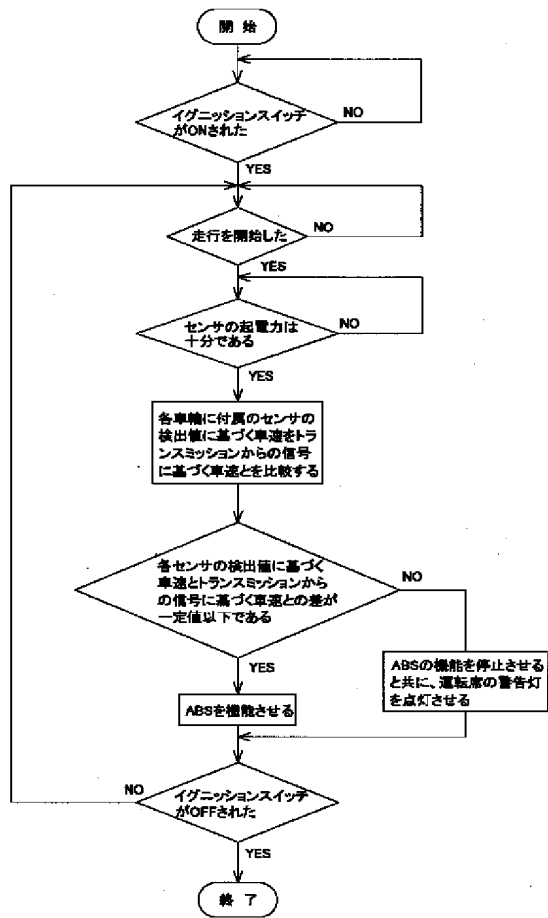 開始
イグニッションスイッチ
がONされた
NO
YES
走行を開始した
NO
YES
センサの起電力は
十分である
NO
YES
各車輪に付属のセンサの
検出値に基づく車速をトラ
ンスミッションからの信号
に基づく車速とを比較する
各センサの検出値に基づく
車速とトランスミッションから
の信号に基づく車速との差が
一定値以下である
NO
YES
ABSの機能を停止させる
と共に、運転席の警告灯
を点灯させる
ABSを機能させる
NO
イグニッションスイッチ
がOFFされた
YES
終了